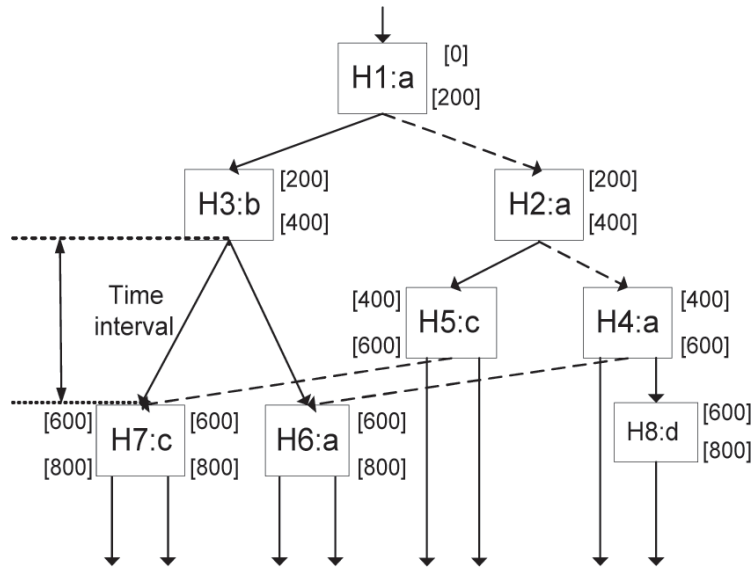 [0]
H1:a
[200]
[200]
H3:b
[400]
[200]
H2:a
[400]
Time
interval
[400]
H5:c
[600]
[400]
H4:a
[600]
[600] [600]
H7:c
[800] [800]
[600]
H6:a
[800]
[600]
H8:d
[800]